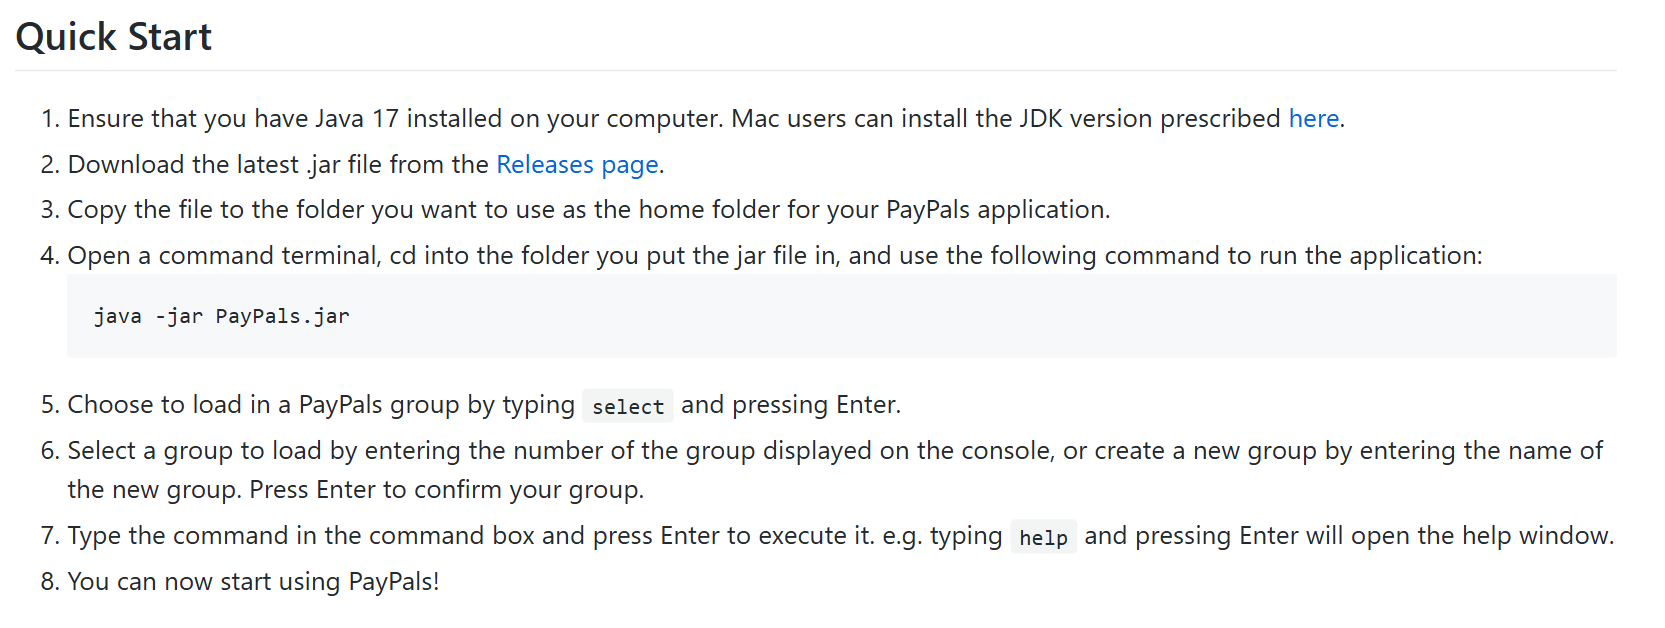 Quick Start
1. Ensure that you have Java 17 installed on your computer. Mac users can install the JDK version prescribed here.
2. Download the latest .jar file from the Releases page.
3. Copy the file to the folder you want to use as the home folder for your PayPals application.
4. Open a command terminal, cd into the folder you put the jar file in, and use the following command to run the application:
java -jar PayPals.jar
5. Choose to load in a PayPals group by typing select and pressing Enter.
6. Select a group to load by entering the number of the group displayed on the console, or create a new group by entering the name of
the new group. Press Enter to confirm your group.
7. Type the command in the command box and press Enter to execute it. e.g. typing help and pressing Enter will open the help window.
8. You can now start using PayPals!